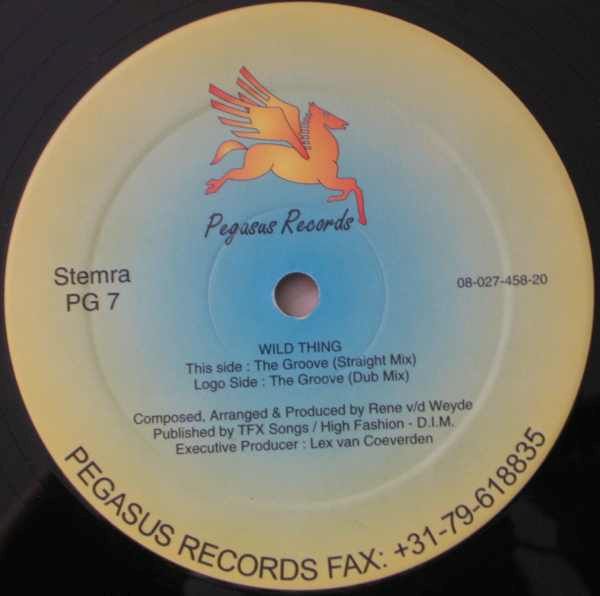 Pegasus Records
Stemra
PG 7
08-027-458-20
WILD THING
This side : The Groove (Straight Mix)
Logo Side : The Groove (Dub Mix)
Composed, Arranged & Produced by Rene v/d Weyde
Published by TFX Songs / High Fashion - D.I.M.
Executive Producer : Lex van Coeverden
PEGASUS RECORDS FAX: +31-79-618835